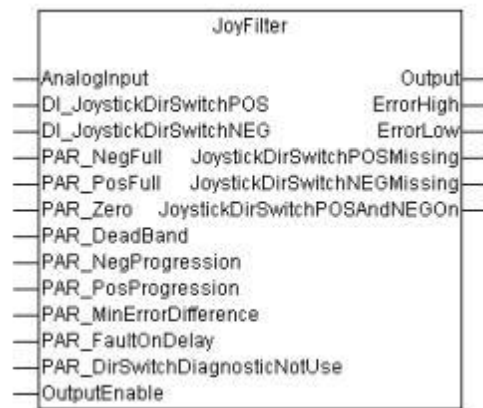 JoyFilter
AnalogInput Output
DI_JoystickDirSwitchPOS ErrorHigh
DI_JoystickDirSwitchNEG ErrorLow
PAR_NegFull JoystickDirSwitchPOSMissing
PAR_PosFull JoystickDirSwitchNEGMissing
PAR_Zero JoystickDirSwitchPOSAndNEGOn
PAR_DeadBand
PAR_NegProgression
PAR_PosProgression
PAR_MinErrorDifference
PAR_FaultOnDelay
PAR_DirSwitchDiagnosticNotUse
OutputEnable